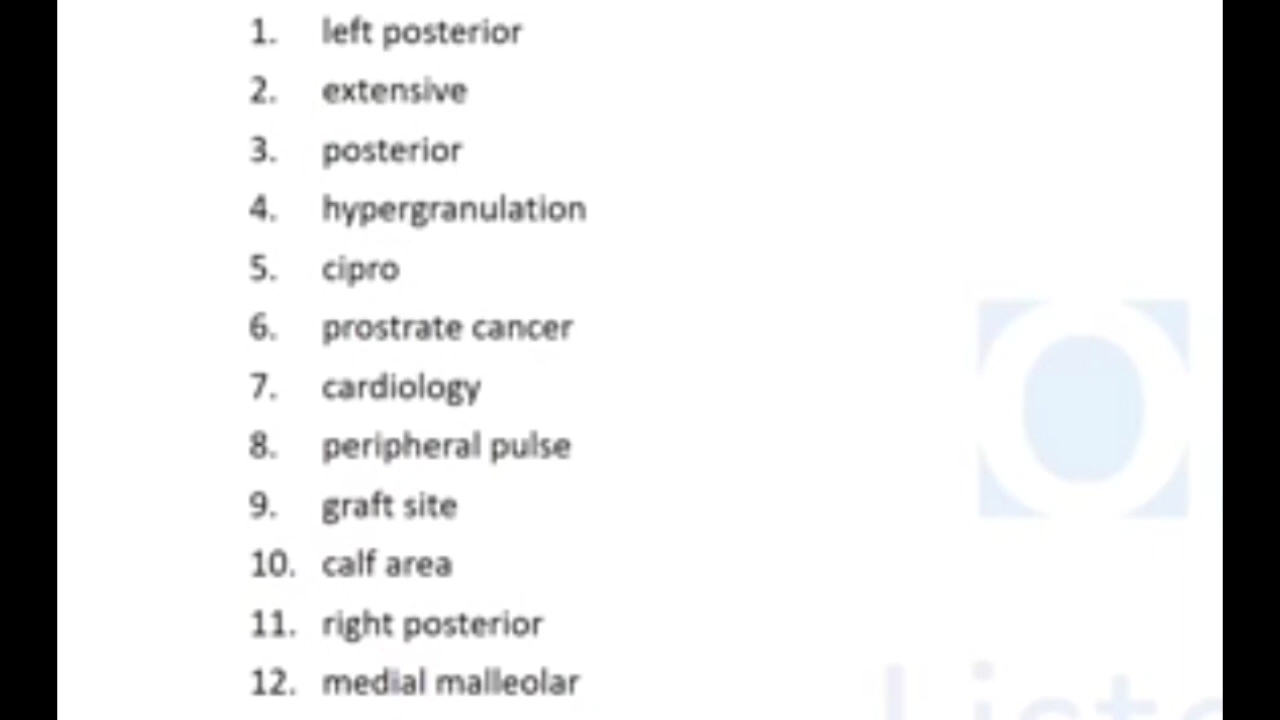 1. left posterior
2. extensive
3. posterior
4. hypergranulation
5. cipro
6. prostrate cancer
7. cardiology
8. peripheral pulse
9. graft site
10. calf area
11. right posterior
12. medial malleolar
O